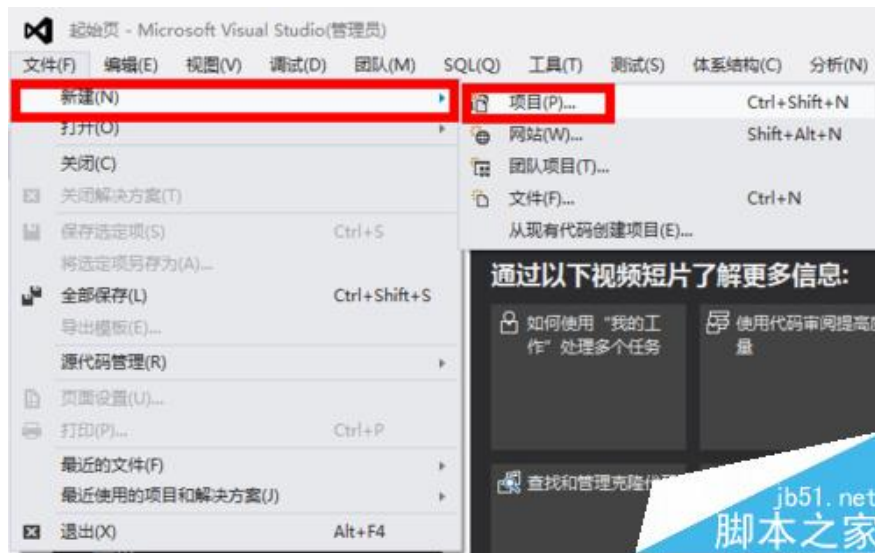 起始页 - Microsoft Visual Studio(管理员)
文件(F) 编辑(E) 视图(V) 调试(D) 团队(M) SQL(Q) 工具(T) 测试(S) 体系结构(C) 分析(N)
新建(N)
打开(O)
关闭(C)
关闭解决方案(T)
保存选定项(S) Ctrl+S
将选定项另存为(A)...
全部保存(L) Ctrl+Shift+S
导出模板(E)...
源代码管理(R)
页面设置(U)...
打印(P)... Ctrl+P
最近的文件(F)
最近使用的项目和解决方案(J)
退出(X) Alt+F4
项目(P)... Ctrl+Shift+N
网站(W)... Shift+Alt+N
团队项目(T)...
文件(F)... Ctrl+N
从现有代码创建项目(E)...
通过以下视频短片了解更多信息:
如何使用“我的工
作”处理多个任务
使用代码审阅提高
量
查找和管理克隆
jb51.net
脚本之家